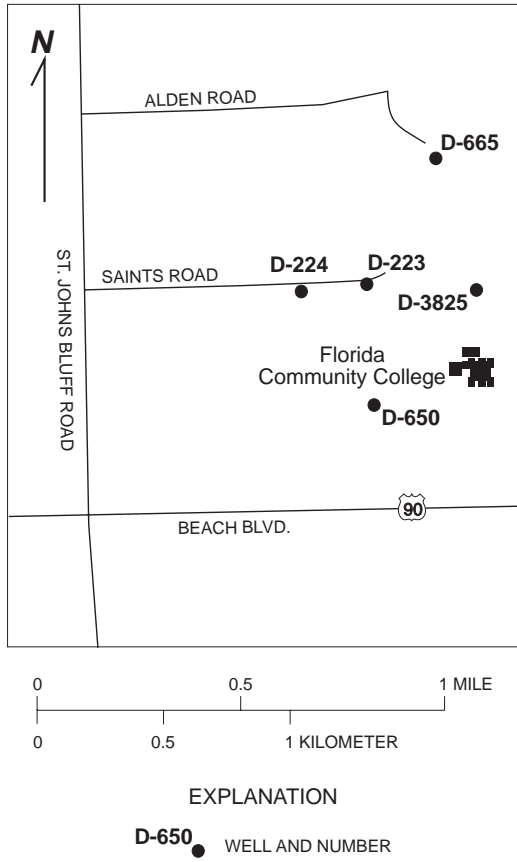 N
ALDEN ROAD
D-665
ST. JOHNS BLUFF ROAD
SAINTS ROAD
D-224
D-223
D-3825
Florida
Community College
D-650
90
BEACH BLVD.
0 0.5 1 MILE
0 0.5 1 KILOMETER
EXPLANATION
D-650 WELL AND NUMBER